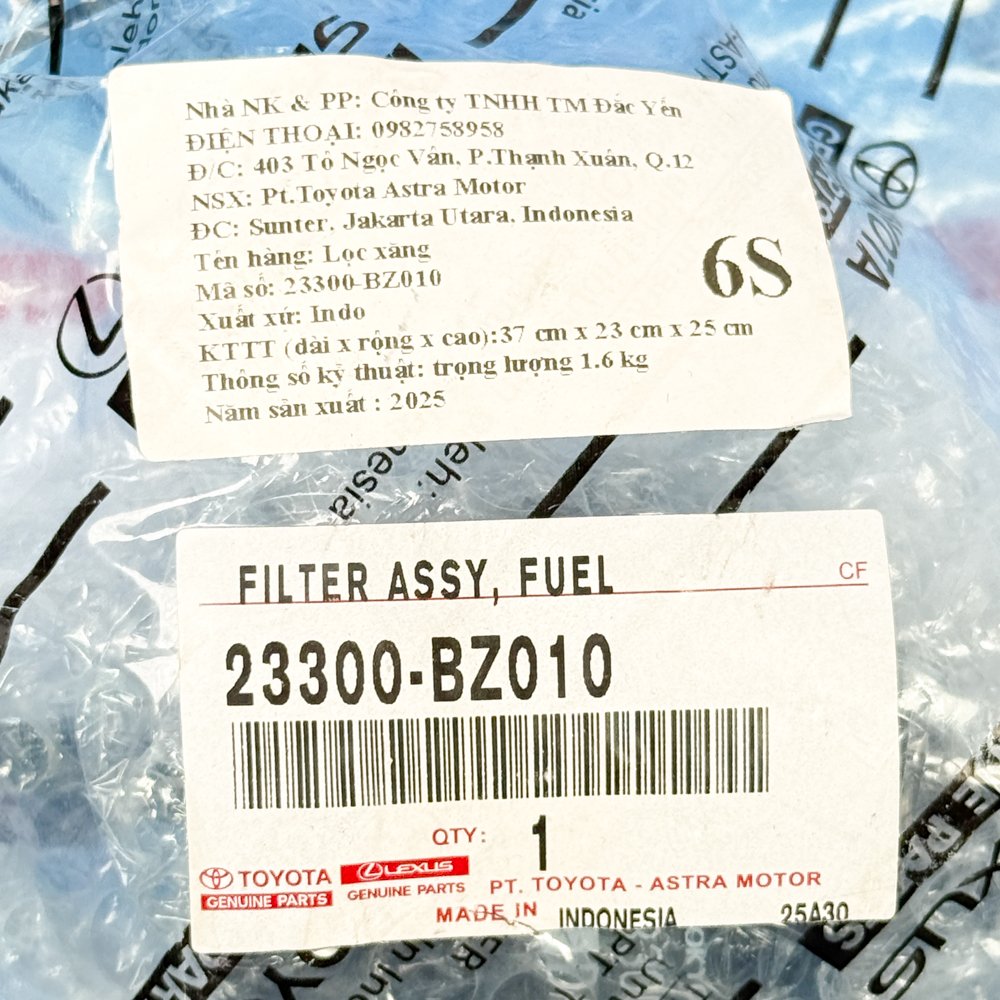 Nhà NK & PP: Công ty TNHH TM Đắc Yến
ĐIỆN THOẠI: 0982758958
Đ/C: 403 Tô Ngọc Vân, P.Thạnh Xuân, Q.12
NSX: Pt.Toyota Astra Motor
ĐC: Sunter, Jakarta Utara, Indonesia
Tên hàng: Lọc xăng
Mã số: 23300-BZ010
Xuất xứ: Indo
KTTT (dài x rộng x cao):37 cm x 23 cm x 25 cm
Thông số kỹ thuật: trọng lượng 1.6 kg
Năm sản xuất : 2025
6S
FILTER ASSY, FUEL
CF
23300-BZ010
QTY: 1
TOYOTA
GENUINE PARTS
LEXUS
GENUINE PARTS
PT. TOYOTA - ASTRA MOTOR
MADE IN INDONESIA
25A30